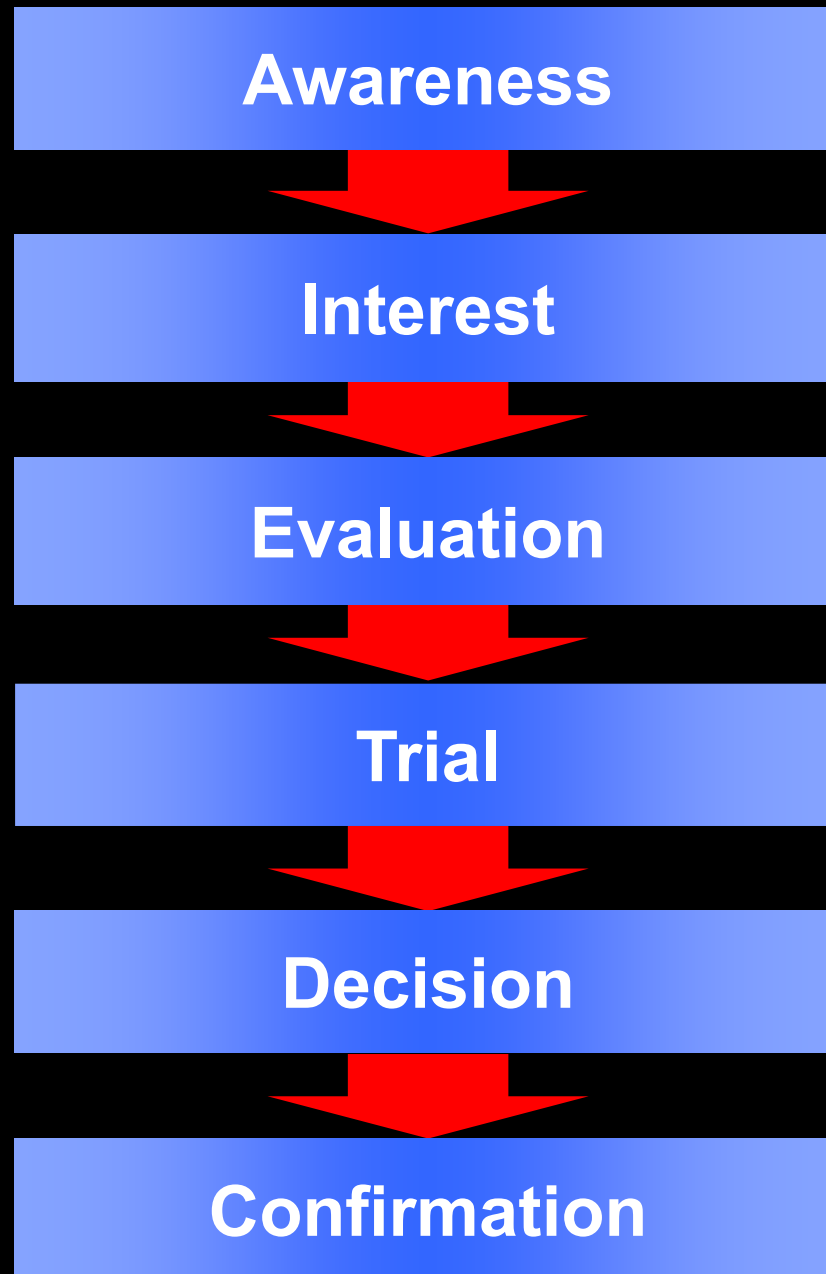 Awareness
Interest
Evaluation
Trial
Decision
Confirmation